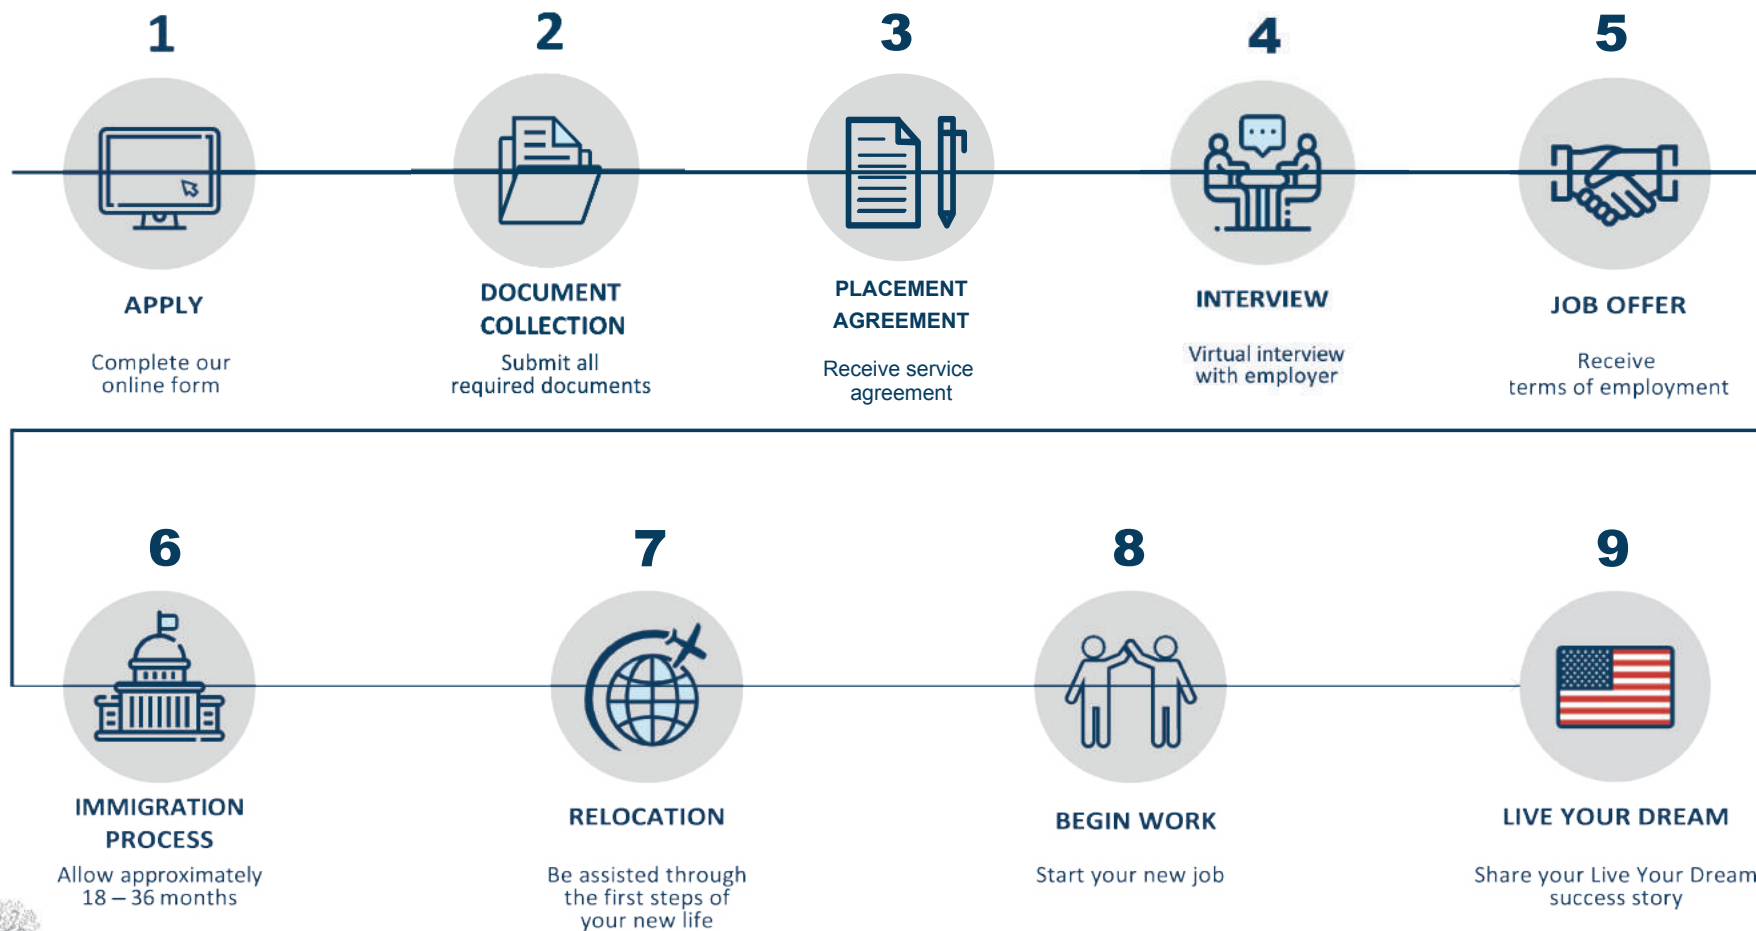 1
2
3
4
5
APPLY
Complete our
online form
DOCUMENT
COLLECTION
Submit all
required documents
PLACEMENT
AGREEMENT
Receive service
agreement
INTERVIEW
Virtual interview
with employer
JOB OFFER
Receive
terms of employment
6
7
8
9
IMMIGRATION
PROCESS
Allow approximately
18 – 36 months
RELOCATION
Be assisted through
the first steps of
your new life
BEGIN WORK
Start your new job
LIVE YOUR DREAM
Share your Live Your Dream
success story